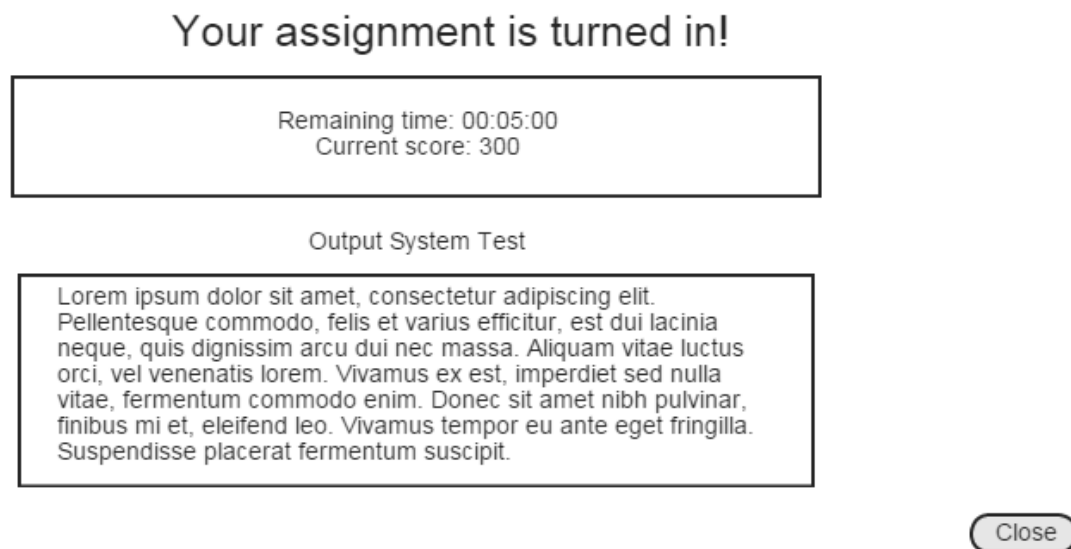 Your assignment is turned in!
Remaining time: 00:05:00
Current score: 300
Output System Test
Lorem ipsum dolor sit amet, consectetur adipiscing elit.
Pellentesque commodo, felis et varius efficitur, est dui lacinia
neque, quis dignissim arcu dui nec massa. Aliquam vitae luctus
orci, vel venenatis lorem. Vivamus ex est, imperdiet sed nulla
vitae, fermentum commodo enim. Donec sit amet nibh pulvinar,
finibus mi et, eleifend leo. Vivamus tempor eu ante eget fringilla.
Suspendisse placerat fermentum suscipit.
Close